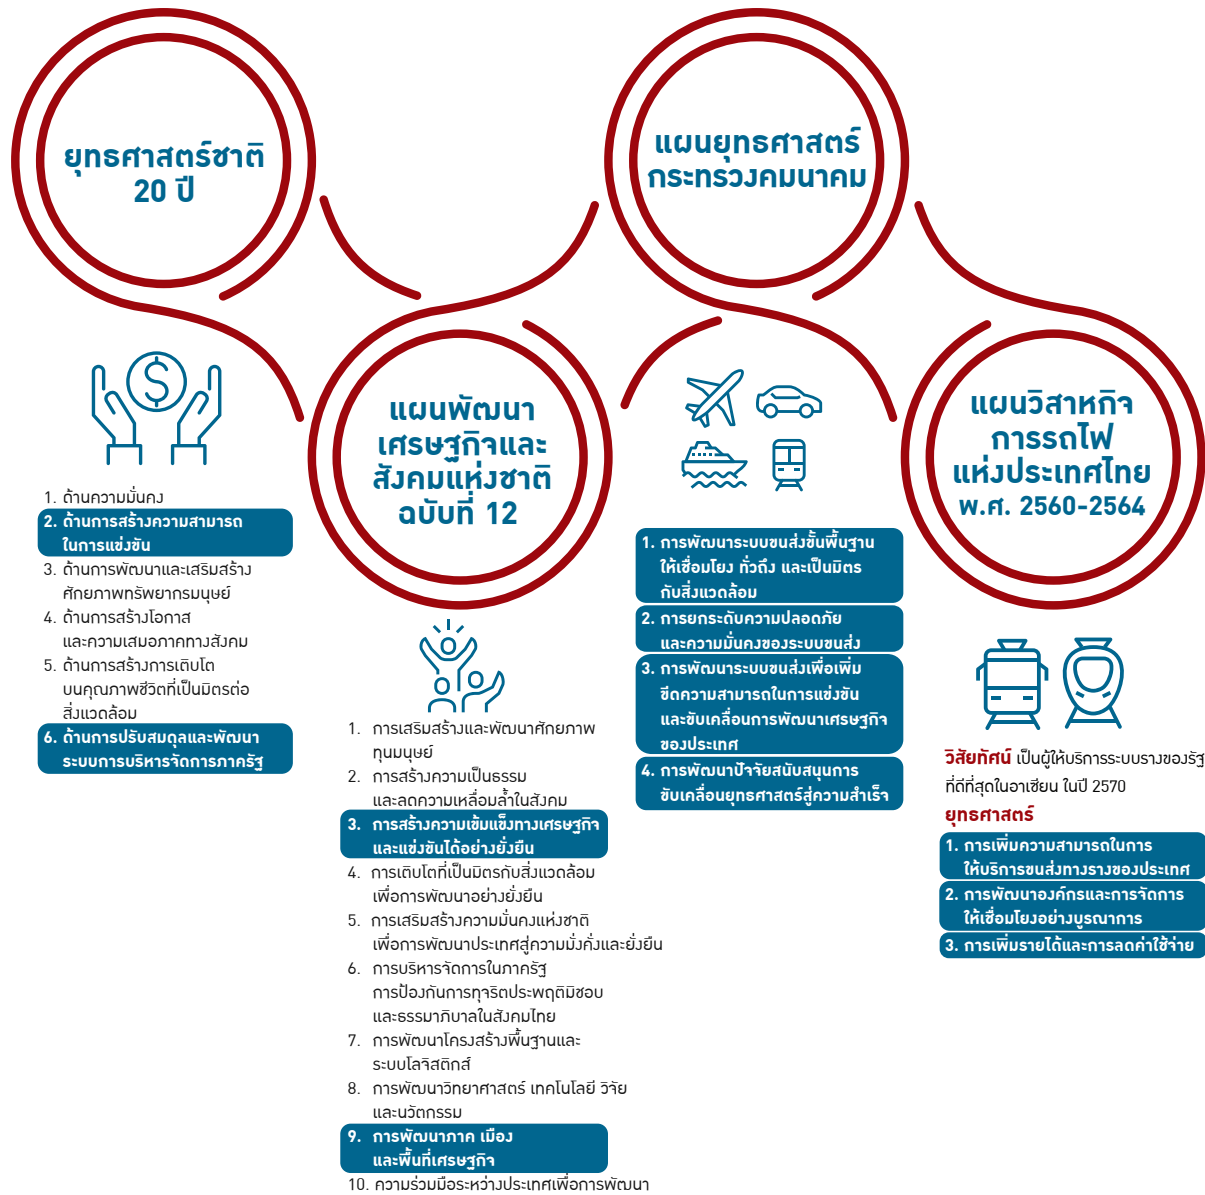 ยุทธศาสตร์ชาติ
20 ปี
1. ด้านความมั่นคง
2. ด้านการสร้างความสามารถ
ในการแข่งขัน
3. ด้านการพัฒนาและเสริมสร้าง
ศักยภาพทรัพยากรมนุษย์
4. ด้านการสร้างโอกาส
และความเสมอภาคทางสังคม
5. ด้านการสร้างการเติบโต
บนคุณภาพชีวิตที่เป็นมิตรต่อ
สิ่งแวดล้อม
6. ด้านการปรับสมดุลและพัฒนา
ระบบการบริหารจัดการภาครัฐ
แผนพัฒนา
เศรษฐกิจและ
สังคมแห่งชาติ
ฉบับที่ 12
1. การเสริมสร้างและพัฒนาศักยภาพ
ทุนมนุษย์
2. การสร้างความเป็นธรรม
และลดความเหลื่อมล้ำในสังคม
3. การสร้างความเข้มแข็งทางเศรษฐกิจ
และแข่งขันได้อย่างยั่งยืน
4. การเติบโตที่เป็นมิตรกับสิ่งแวดล้อม
เพื่อการพัฒนาอย่างยั่งยืน
5. การเสริมสร้างความมั่นคงแห่งชาติ
เพื่อการพัฒนาประเทศสู่ความมั่งคั่งและยั่งยืน
6. การบริหารจัดการในภาครัฐ
การป้องกันการทุจริตประพฤติมิชอบ
และธรรมาภิบาลในสังคมไทย
7. การพัฒนาโครงสร้างพื้นฐานและ
ระบบโลจิสติกส์
8. การพัฒนาวิทยาศาสตร์ เทคโนโลยี วิจัย
และนวัตกรรม
9. การพัฒนาภาค เมือง
และพื้นที่เศรษฐกิจ
10. ความร่วมมือระหว่างประเทศเพื่อการพัฒนา
แผนยุทธศาสตร์
กระทรวงคมนาคม
1. การพัฒนาระบบขนส่งขั้นพื้นฐาน
ให้เชื่อมโยง ทั่วถึง และเป็นมิตร
กับสิ่งแวดล้อม
2. การยกระดับความปลอดภัย
และความมั่นคงของระบบขนส่ง
3. การพัฒนาระบบขนส่งเพื่อเพิ่ม
ขีดความสามารถในการแข่งขัน
และขับเคลื่อนการพัฒนาเศรษฐกิจ
ของประเทศ
4. การพัฒนาปัจจัยสนับสนุนการ
ขับเคลื่อนยุทธศาสตร์สู่ความสำเร็จ
แผนวิสาหกิจ
การรถไฟ
แห่งประเทศไทย
พ.ศ. 2560-2564
วิสัยทัศน์ เป็นผู้ให้บริการระบบรางของรัฐ
ที่ดีที่สุดในอาเซียน ในปี 2570
ยุทธศาสตร์
1. การเพิ่มความสามารถในการ
ให้บริการขนส่งทางรางของประเทศ
2. การพัฒนาองค์กรและการจัดการ
ให้เชื่อมโยงอย่างบูรณาการ
3. การเพิ่มรายได้และการลดค่าใช้จ่าย